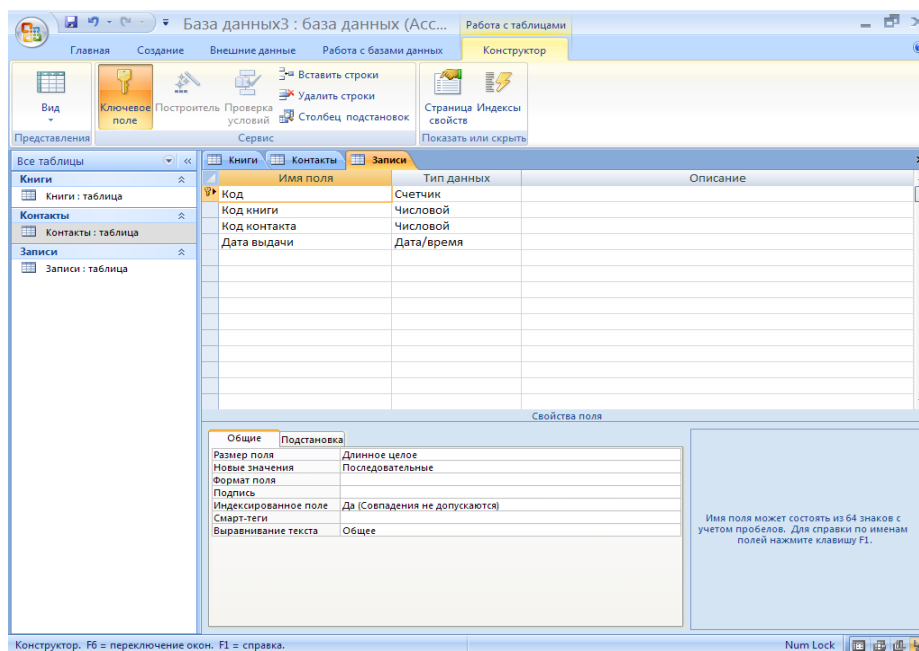 База данных3 : база данных (Acc... Работа с таблицами
Главная Создание Внешние данные Работа с базами данных Конструктор
Вид
Ключевое поле
Построитель
Проверка условий
Вставить строки
Удалить строки
Столбец подстановок
Страница свойств
Индексы
Представления Сервис Показать или скрыть
Все таблицы
Книги
Книги : таблица
Контакты
Контакты : таблица
Записи
Записи : таблица
Книги Контакты Записи
Имя поля Тип данных Описание
Код Счетчик
Код книги Числовой
Код контакта Числовой
Дата выдачи Дата/время
Свойства поля
Общие Подстановка
Размер поля Длинное целое
Новые значения Последовательные
Формат поля
Подпись
Индексированное поле Да (Совпадения не допускаются)
Смарт-теги
Выравнивание текста Общее
Имя поля может состоять из 64 знаков с
учетом пробелов. Для справки по именам
полей нажмите клавишу F1.
Конструктор. F6 = переключение окон. F1 = справка. Num Lock